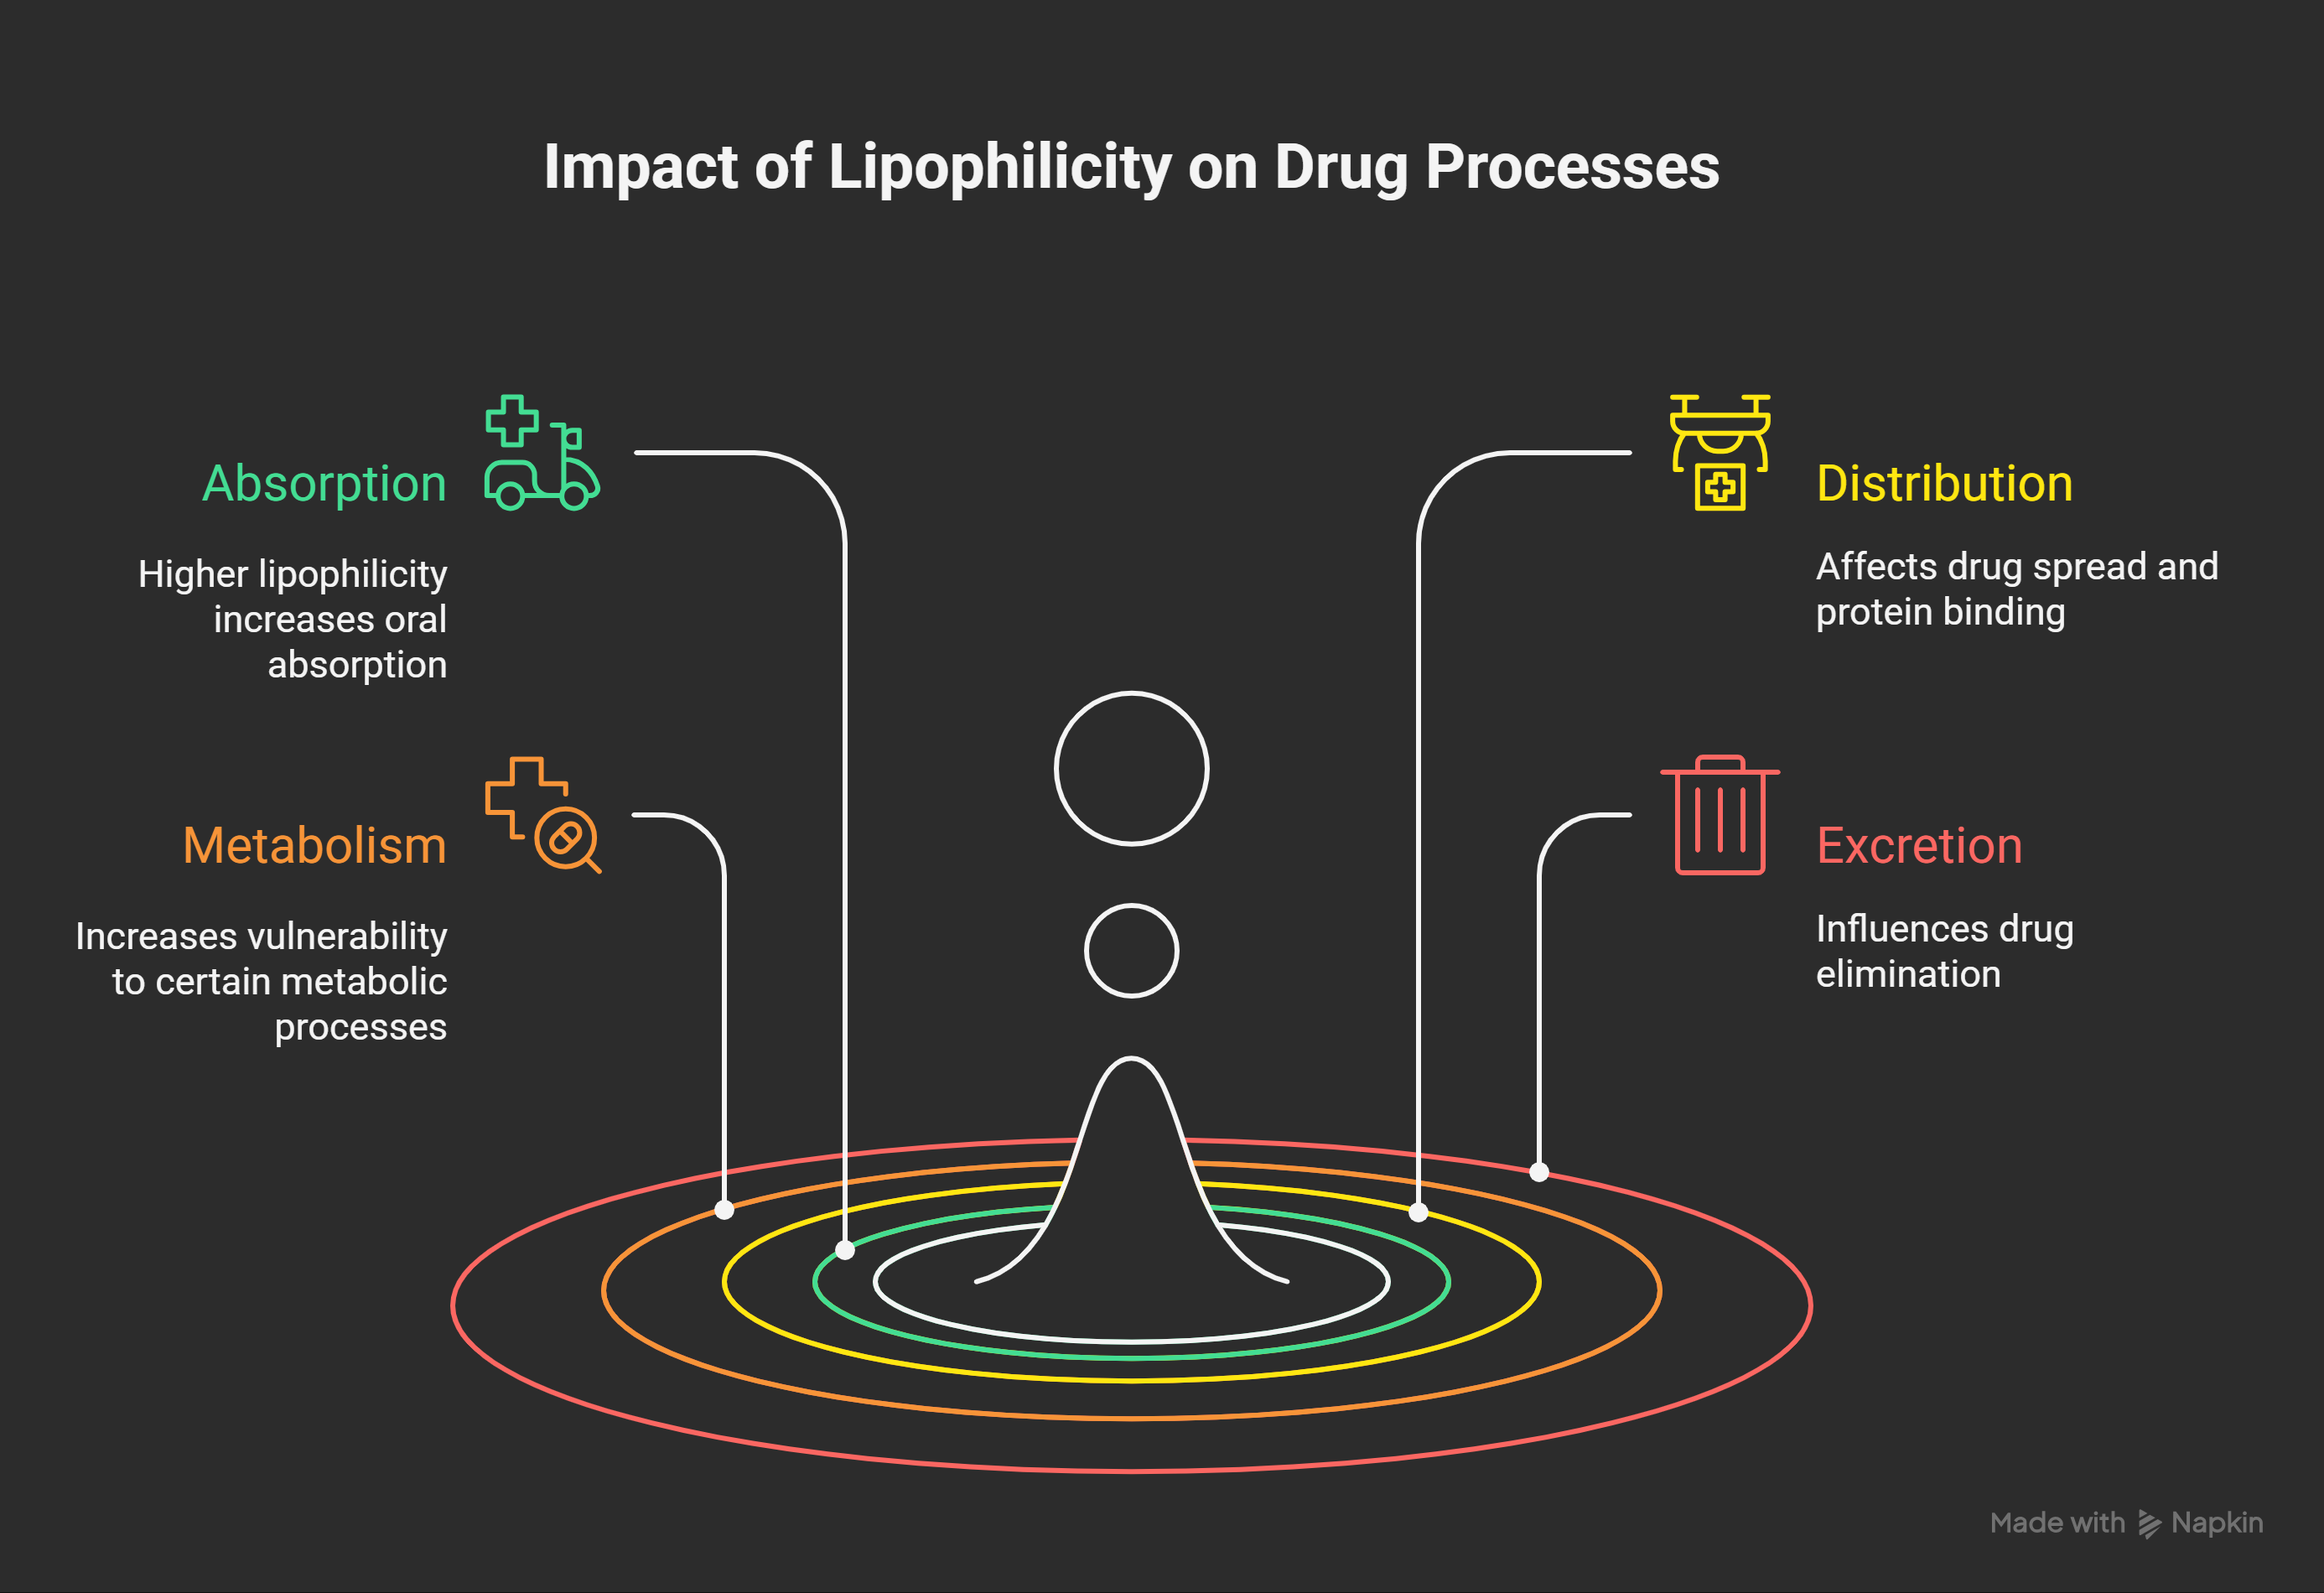 Impact of Lipophilicity on Drug Processes
Absorption
Higher lipophilicity
increases oral
absorption
Distribution
Affects drug spread and
protein binding
Metabolism
Increases vulnerability
to certain metabolic
processes
Excretion
Influences drug
elimination
Made with Napkin